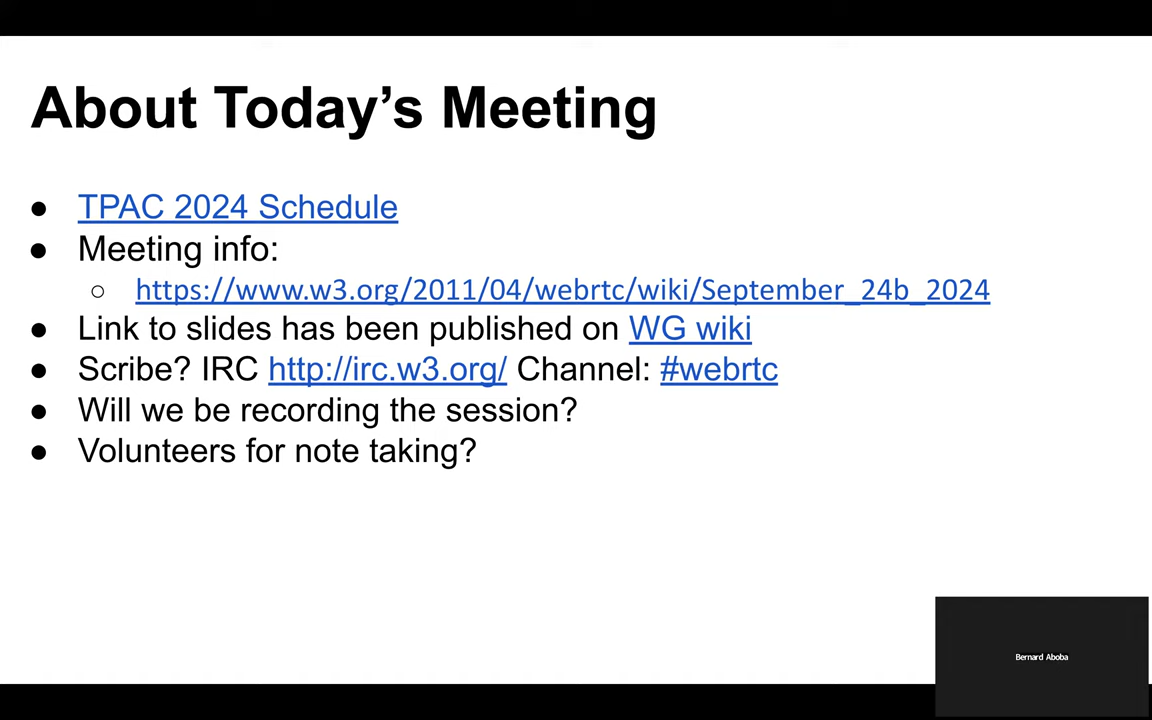 About Today’s Meeting
● TPAC 2024 Schedule
● Meeting info:
○ https://www.w3.org/2011/04/webrtc/wiki/September_24b_2024
● Link to slides has been published on WG wiki
● Scribe? IRC http://irc.w3.org/ Channel: #webrtc
● Will we be recording the session?
● Volunteers for note taking?
Bernard Aboba